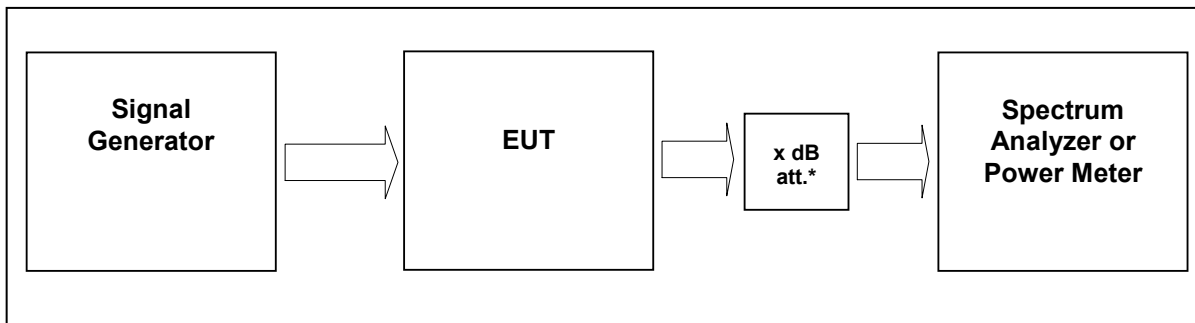 Signal
Generator
EUT
x dB
att.*
Spectrum
Analyzer or
Power Meter